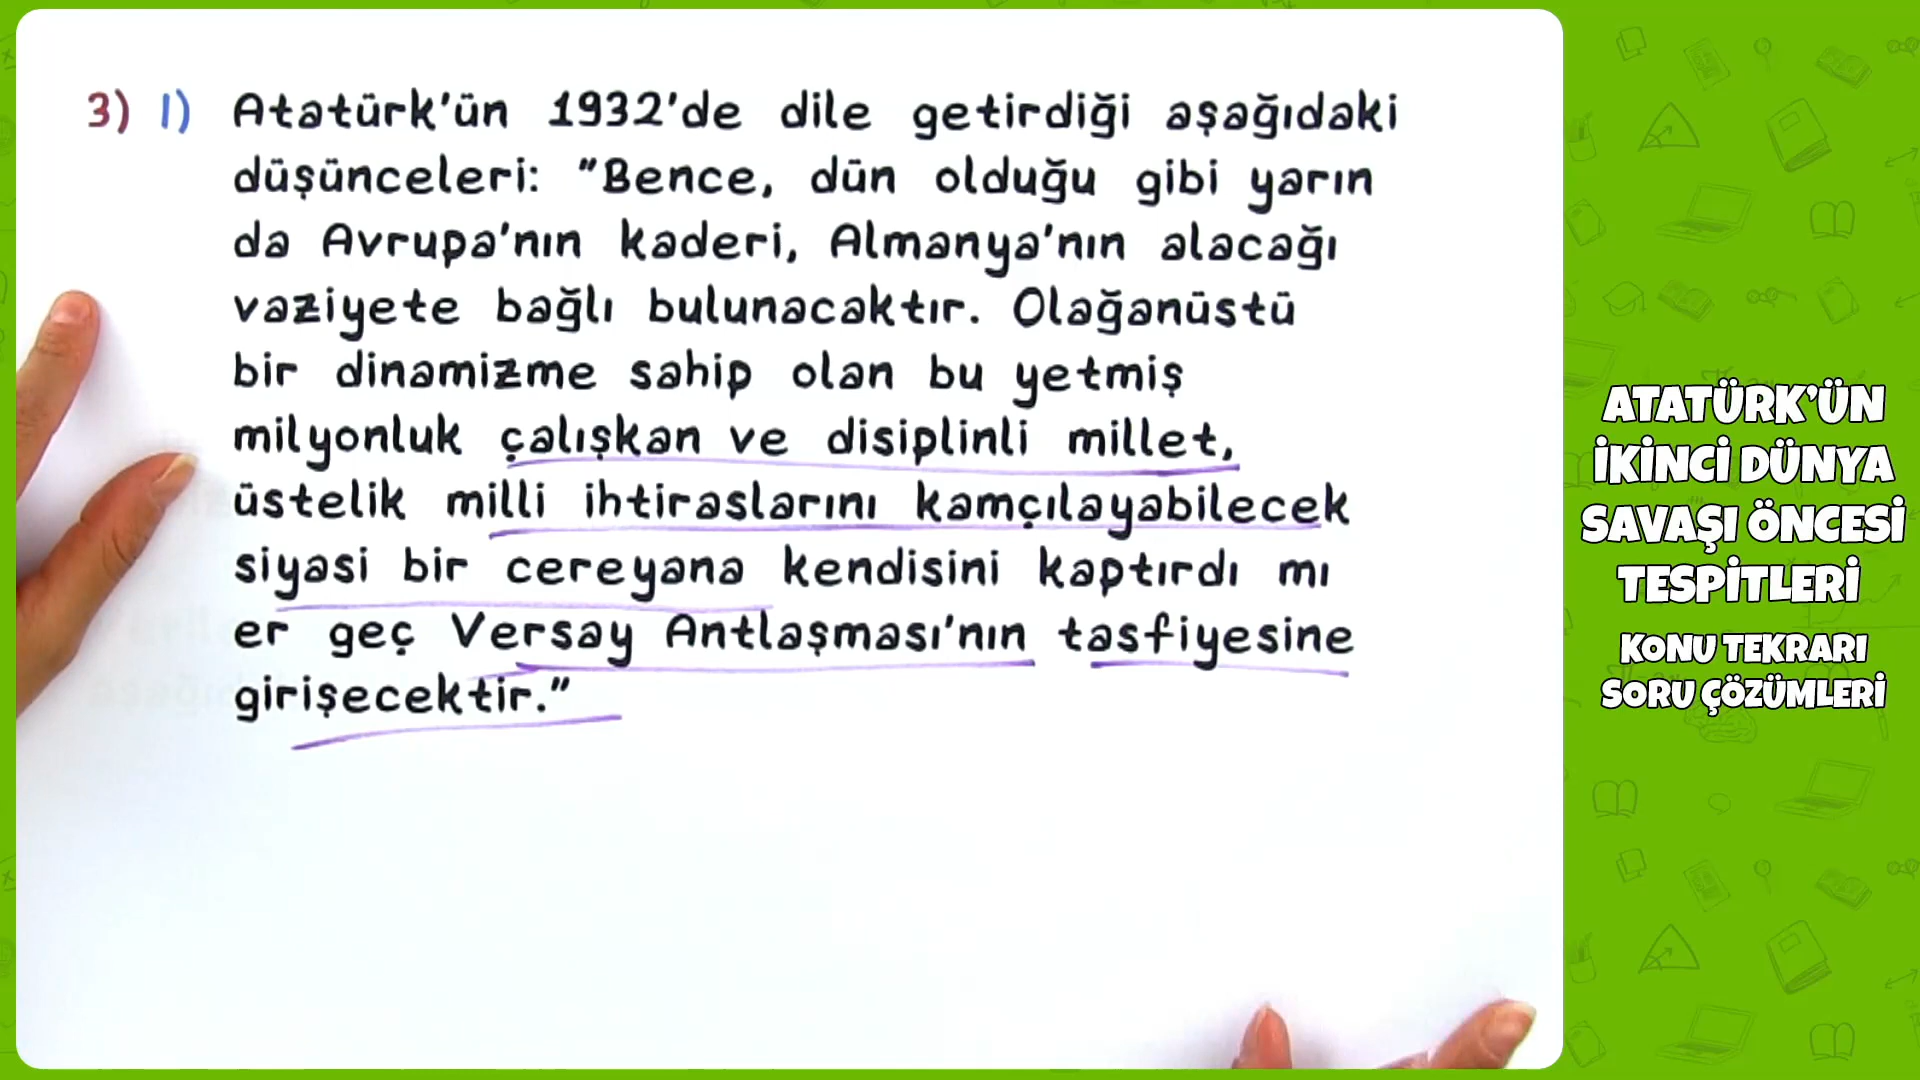 3) 1) Atatürk'ün 1932'de dile getirdiği aşağıdaki
düşünceleri: "Bence, dün olduğu gibi yarın
da Avrupa'nın kaderi, Almanya'nın alacağı
vaziyete bağlı bulunacaktır. Olağanüstü
bir dinamizme sahip olan bu yetmiş
milyonluk çalışkan ve disiplinli millet,
üstelik milli ihtiraslarını kamçılayabilecek
siyasi bir cereyana kendisini kaptırdı mı
er geç Versay Antlaşması'nın tasfiyesine
girişecektir."
ATATÜRK'ÜN
İKİNCİ DÜNYA
SAVAŞI ÖNCESİ
TESPİTLERİ
KONU TEKRARI
SORU ÇÖZÜMLERİ